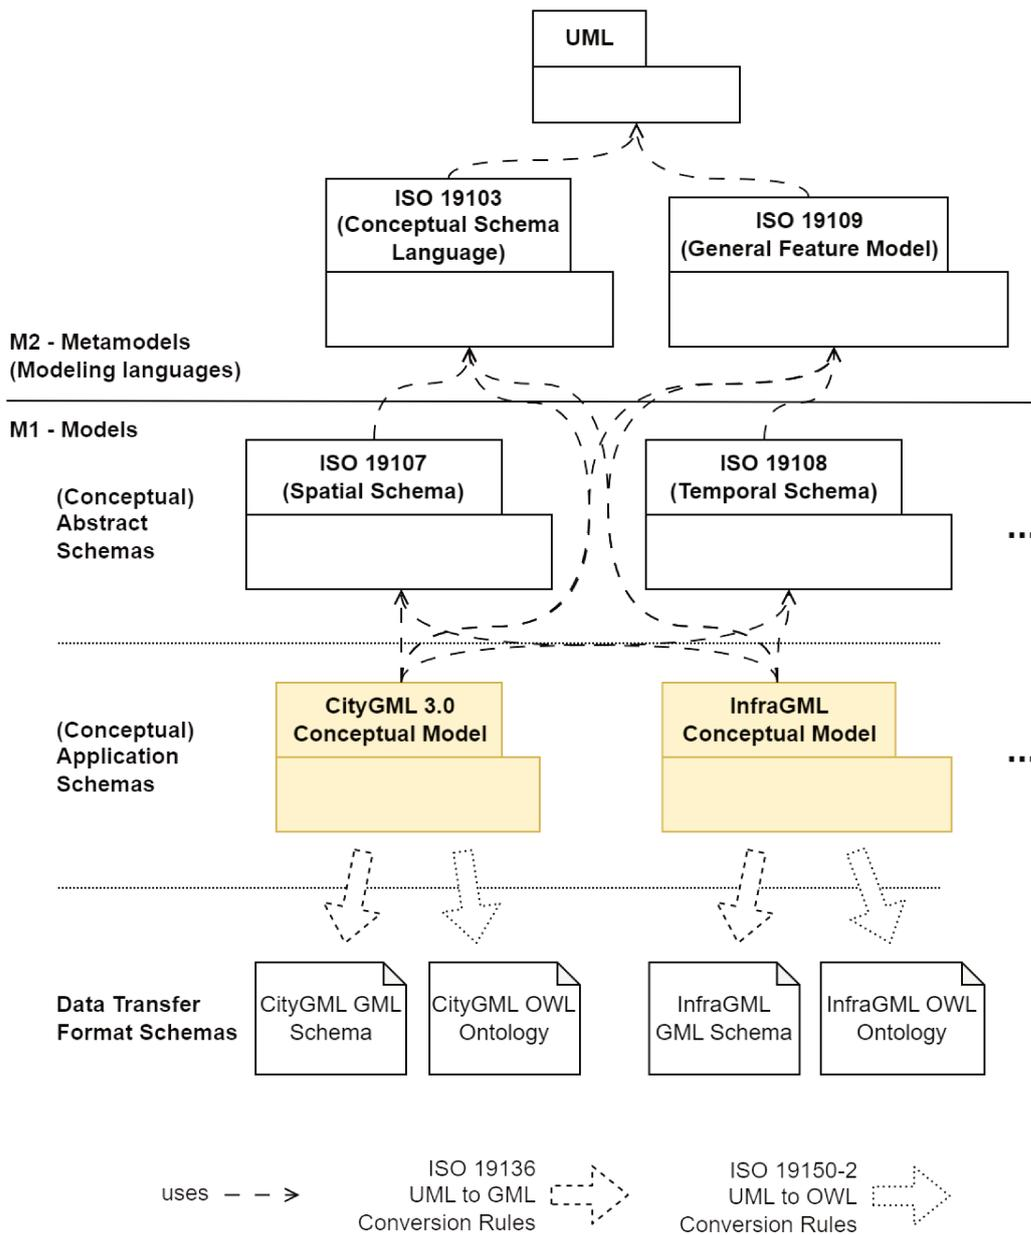 UML
ISO 19103
(Conceptual Schema
Language)
ISO 19109
(General Feature Model)
M2 - Metamodels
(Modeling languages)
M1 - Models
(Conceptual)
Abstract
Schemas
ISO 19107
(Spatial Schema)
ISO 19108
(Temporal Schema)
...
(Conceptual)
Application
Schemas
CityGML 3.0
Conceptual Model
InfraGML
Conceptual Model
...
Data Transfer
Format Schemas
CityGML GML
Schema
CityGML OWL
Ontology
InfraGML
GML Schema
InfraGML OWL
Ontology
uses
ISO 19136
UML to GML
Conversion Rules
ISO 19150-2
UML to OWL
Conversion Rules